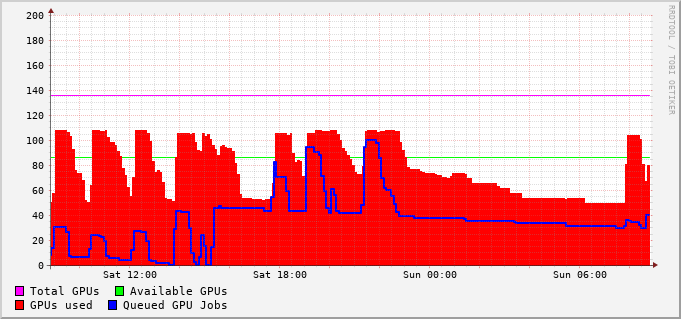 200
180
160
140
120
100
80
60
40
20
0
Sat 12:00 Sat 18:00 Sun 00:00 Sun 06:00
Total GPUs Available GPUs
GPUs used Queued GPU Jobs
RRDTOOL / TOBI OETIKER